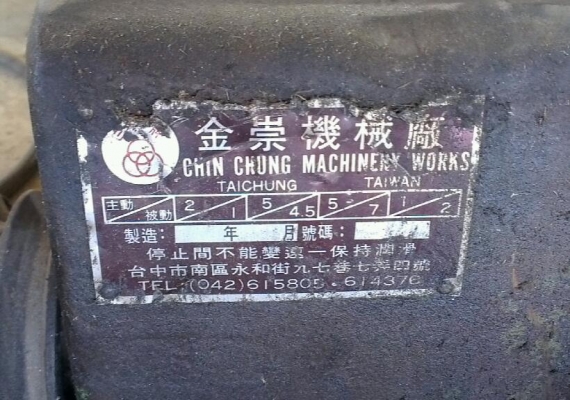 金崇機械廠
CHIN CHUNG MACHINERY WORKS
TAICHUNG TAIWAN
主動/被動 2/1 5/4.5 5/7 1/2
製造: 年 月 號碼:
停止間不能變速—保持潤滑
台中市南區永和街九七巷七弄四號
TEL:(042)615805.614376